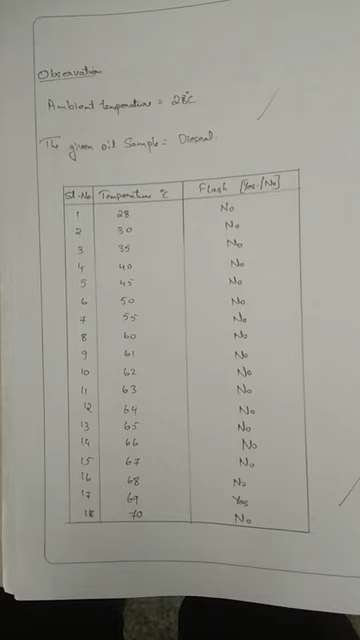 Observation
Ambient temperature = 28°C
The given oil Sample = Dieseal.
Sl.No. Temperature °C Flash [Yes/No]
1 28 No
2 30 No
3 35 No
4 40 No
5 45 No
6 50 No
7 55 No
8 60 No
9 61 No
10 62 No
11 63 No
12 64 No
13 65 No
14 66 No
15 67 No
16 68 No
17 69 Yes
18 70 No